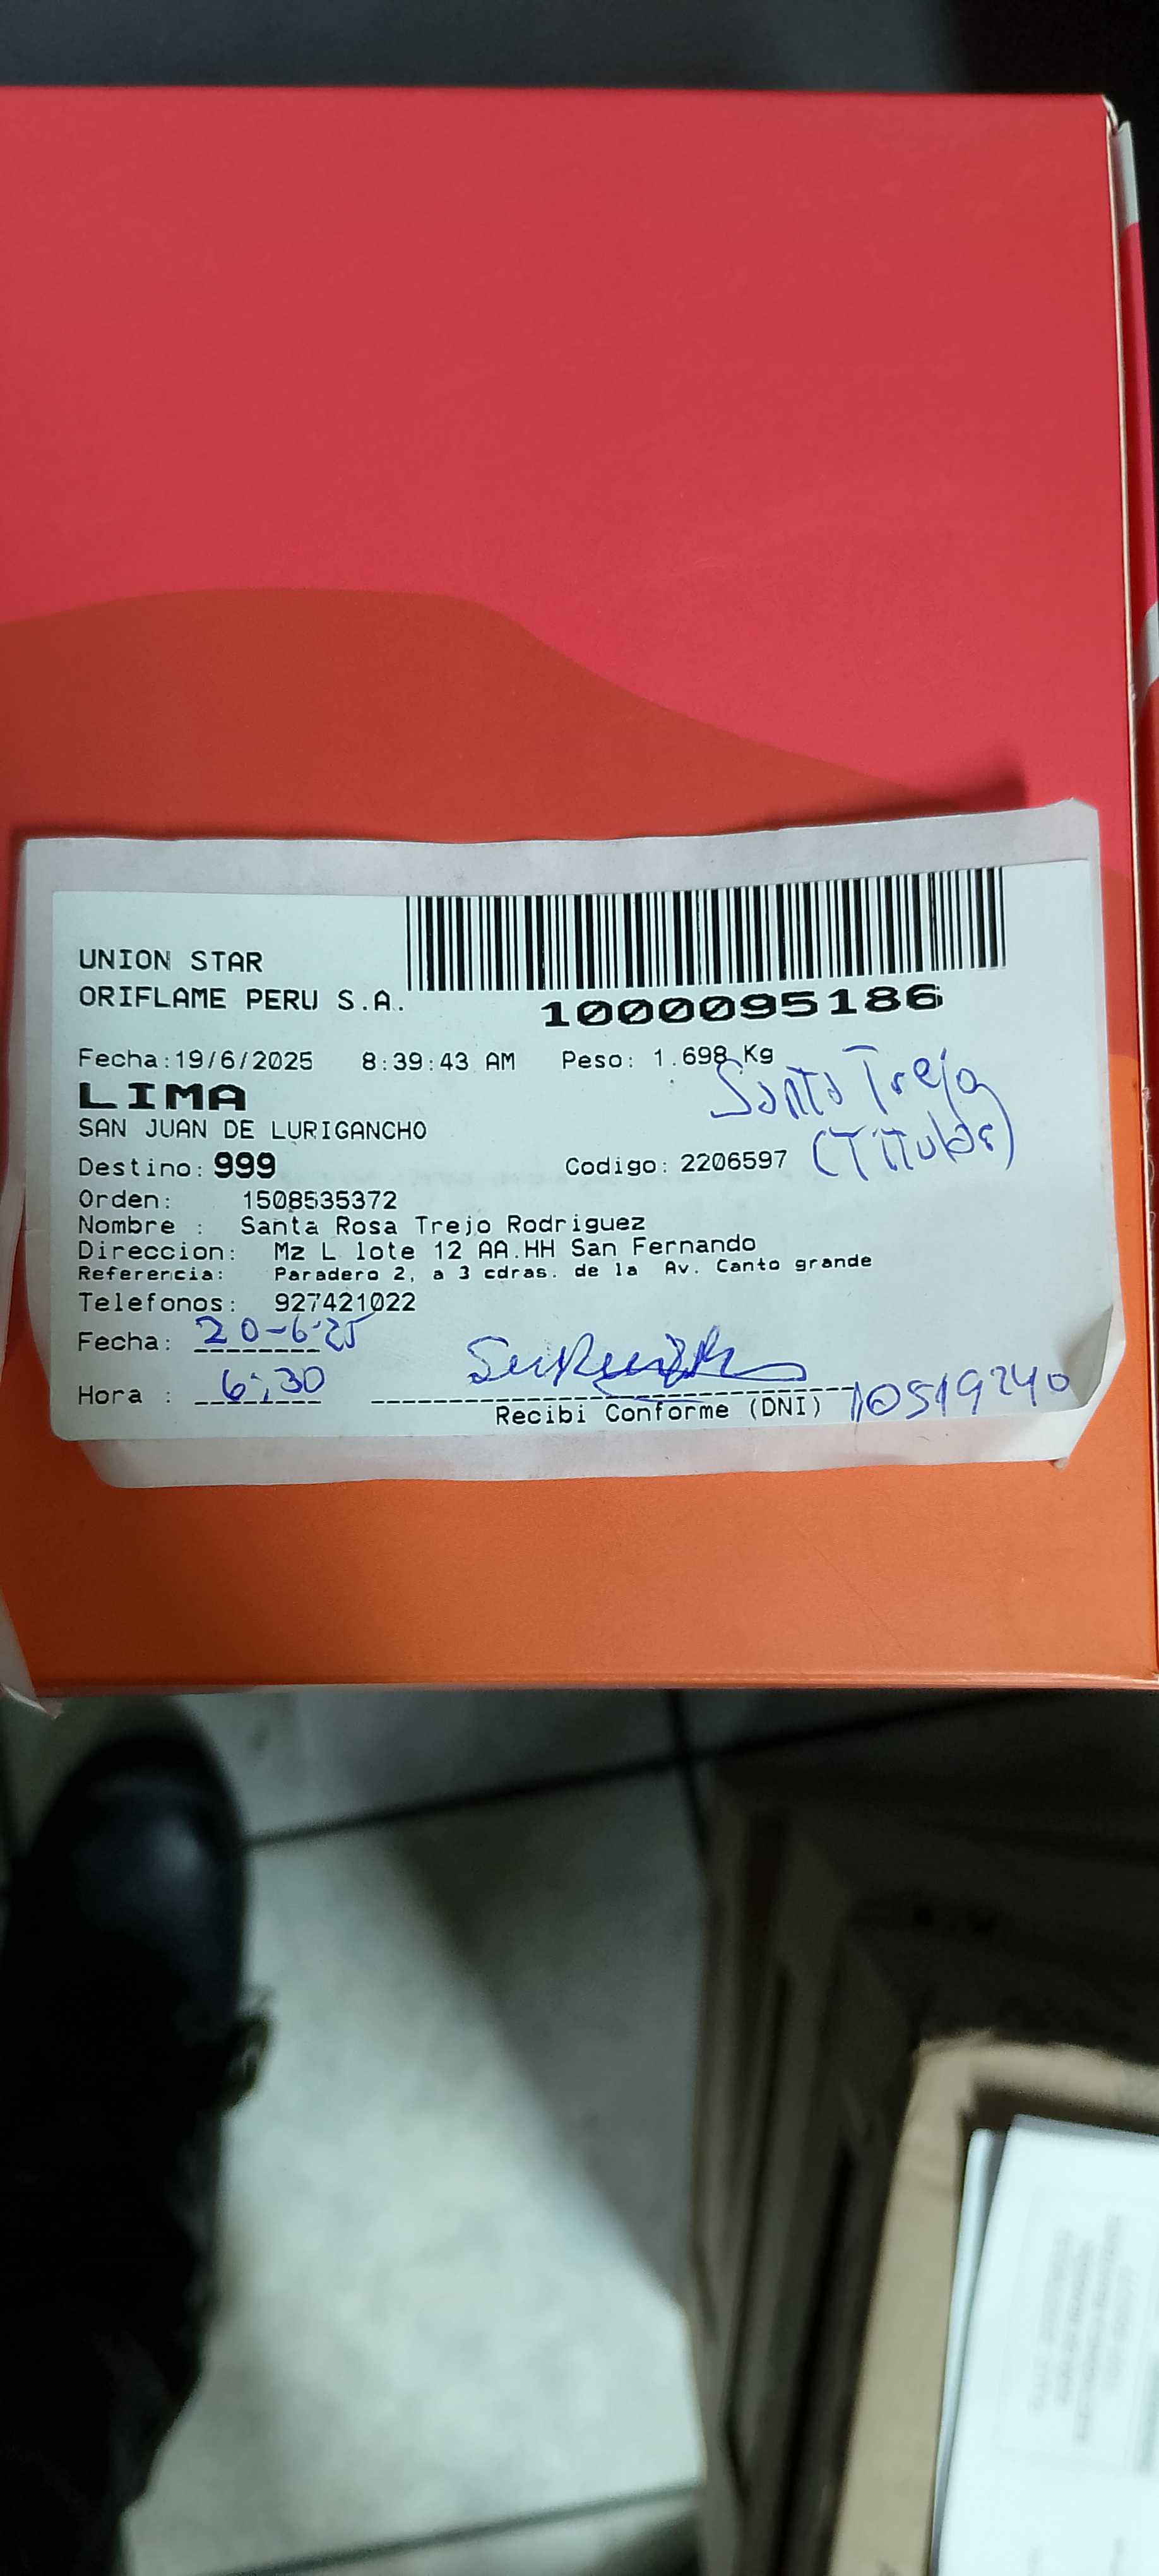 UNION STAR
ORIFLAME PERU S.A.
1000095186
Fecha:19/6/2025 8:39:43 AM Peso: 1.698 Kg
LIMA
Santa Trejo
SAN JUAN DE LURIGANCHO
(Titular)
Destino: 999 Codigo: 2206597
Orden: 1508535372
Nombre : Santa Rosa Trejo Rodriguez
Direccion: Mz L lote 12 AA.HH San Fernando
Referencia: Paradero 2, a 3 cdras. de la Av. Canto grande
Telefonos: 927421022
Fecha: 20-6-25
Hora : 6:30
Recibi Conforme (DNI) 10519240